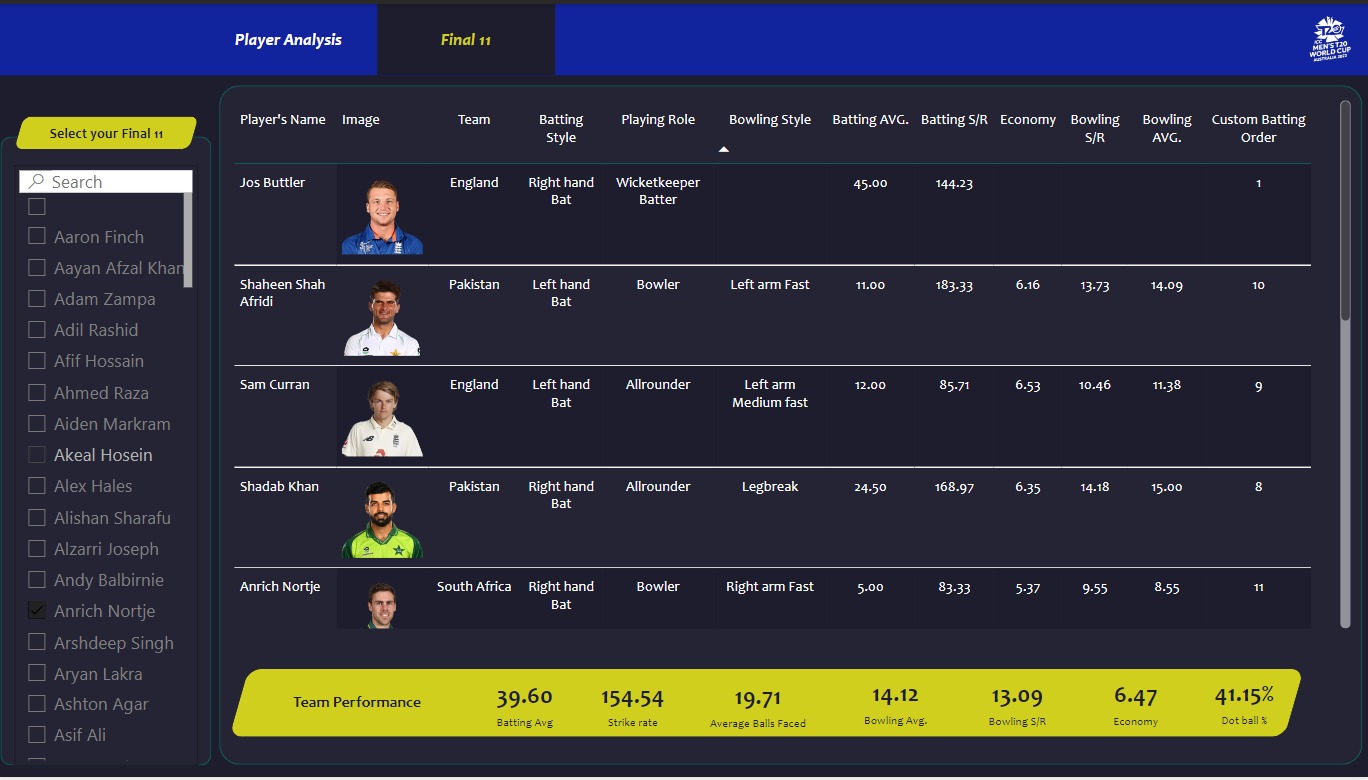 Player Analysis
Final 11
ICC
MEN'S T20
WORLD CUP
AUSTRALIA 2022
Select your Final 11
Search
Aaron Finch
Aayan Afzal Khan
Adam Zampa
Adil Rashid
Afif Hossain
Ahmed Raza
Aiden Markram
Akeal Hosein
Alex Hales
Alishan Sharafu
Alzarri Joseph
Andy Balbirnie
Anrich Nortje
Arshdeep Singh
Aryan Lakra
Ashton Agar
Asif Ali
Player's Name Image Team Batting Style Playing Role Bowling Style Batting AVG. Batting S/R Economy Bowling S/R Bowling AVG. Custom Batting Order
Jos Buttler England Right hand Bat Wicketkeeper Batter 45.00 144.23 1
Shaheen Shah Afridi Pakistan Left hand Bat Bowler Left arm Fast 11.00 183.33 6.16 13.73 14.09 10
Sam Curran England Left hand Bat Allrounder Left arm Medium fast 12.00 85.71 6.53 10.46 11.38 9
Shadab Khan Pakistan Right hand Bat Allrounder Legbreak 24.50 168.97 6.35 14.18 15.00 8
Anrich Nortje South Africa Right hand Bat Bowler Right arm Fast 5.00 83.33 5.37 9.55 8.55 11
Team Performance
39.60
Batting Avg
154.54
Strike rate
19.71
Average Balls Faced
14.12
Bowling Avg.
13.09
Bowling S/R
6.47
Economy
41.15%
Dot ball %